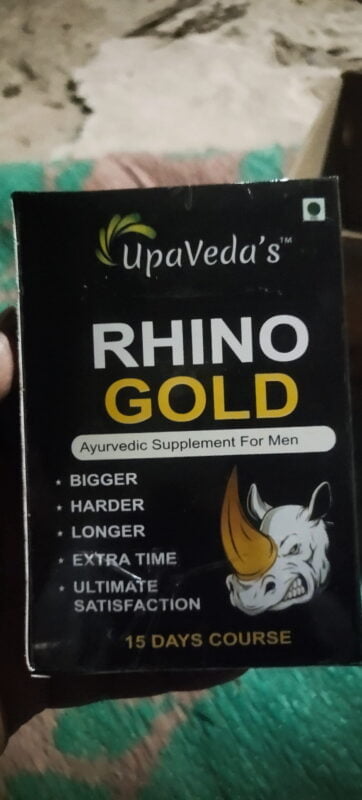 UpaVeda's™
RHINO
GOLD
Ayurvedic Supplement For Men
• BIGGER
• HARDER
• LONGER
• EXTRA TIME
• ULTIMATE
SATISFACTION
15 DAYS COURSE